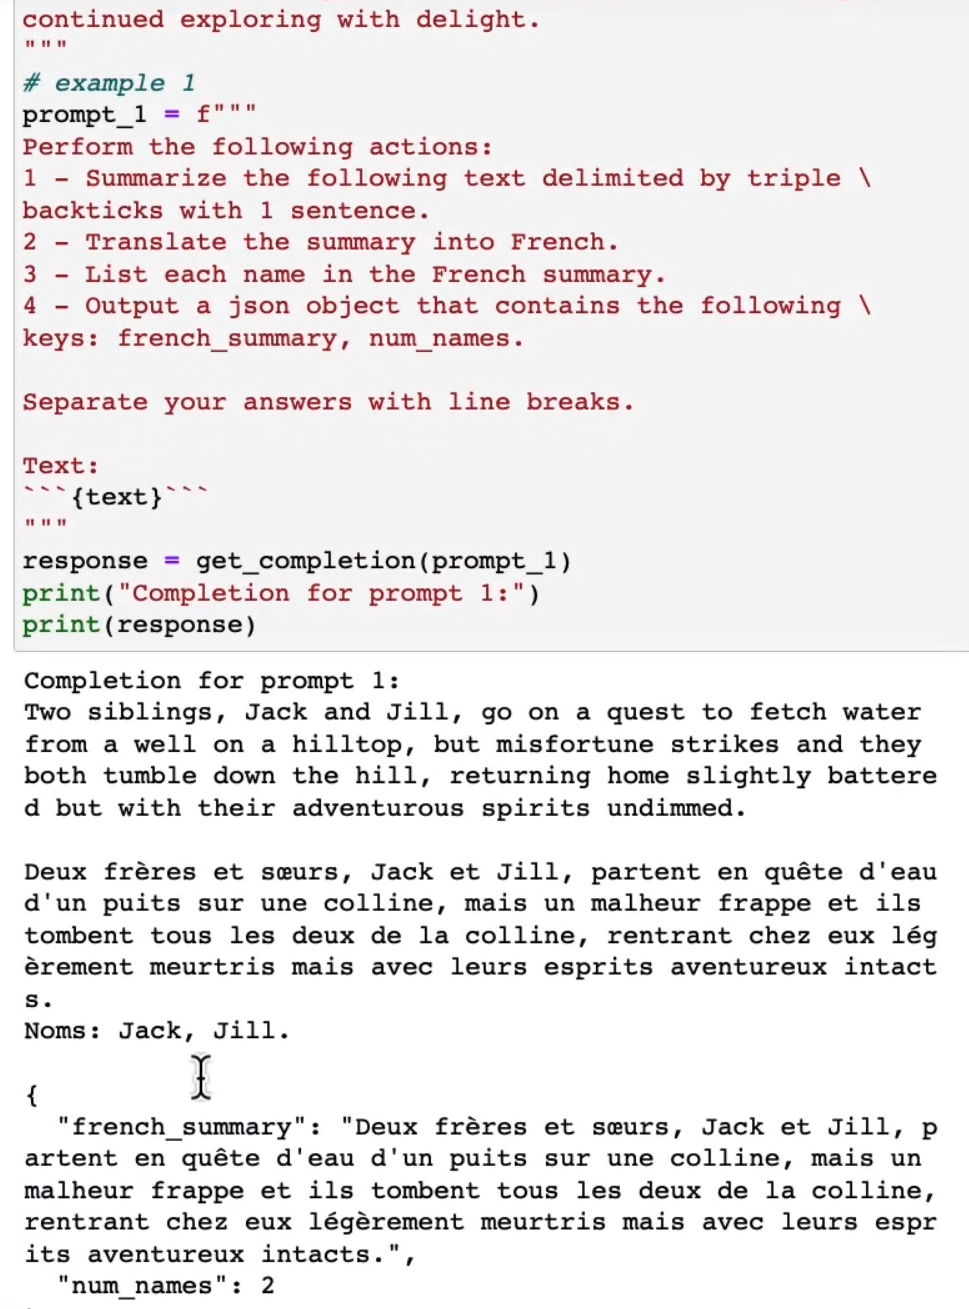 continued exploring with delight.
"""
# example 1
prompt_1 = f"""
Perform the following actions:
1 - Summarize the following text delimited by triple \
backticks with 1 sentence.
2 - Translate the summary into French.
3 - List each name in the French summary.
4 - Output a json object that contains the following \
keys: french_summary, num_names.

Separate your answers with line breaks.

Text:
```{text}```
"""
response = get_completion(prompt_1)
print("Completion for prompt 1:")
print(response)
Completion for prompt 1:
Two siblings, Jack and Jill, go on a quest to fetch water
from a well on a hilltop, but misfortune strikes and they
both tumble down the hill, returning home slightly battere
d but with their adventurous spirits undimmed.

Deux frères et sœurs, Jack et Jill, partent en quête d'eau
d'un puits sur une colline, mais un malheur frappe et ils
tombent tous les deux de la colline, rentrant chez eux lég
èrement meurtris mais avec leurs esprits aventureux intact
s.
Noms: Jack, Jill.

{
  "french_summary": "Deux frères et sœurs, Jack et Jill, p
artent en quête d'eau d'un puits sur une colline, mais un
malheur frappe et ils tombent tous les deux de la colline,
rentrant chez eux légèrement meurtris mais avec leurs espr
its aventureux intacts.",
  "num_names": 2